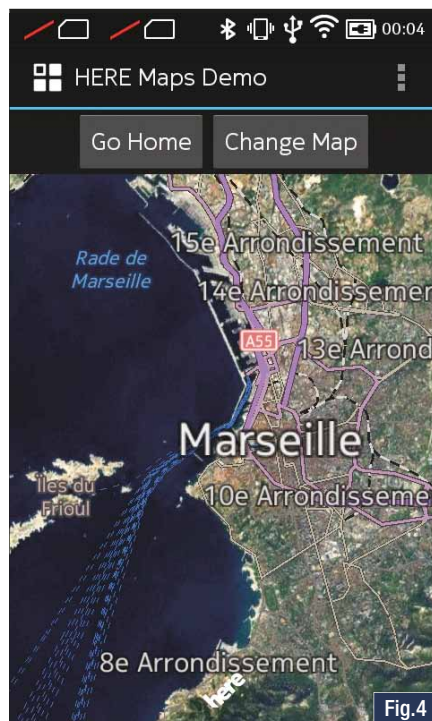 00:04
HERE Maps Demo
Go Home Change Map
15e Arrondissement
Rade de
Marseille
14e Arrondissemen
A55
13e Arrond
Marseille
Îles du
Frioul
10e Arrondisseme
8e Arrondissement
here
Fig.4